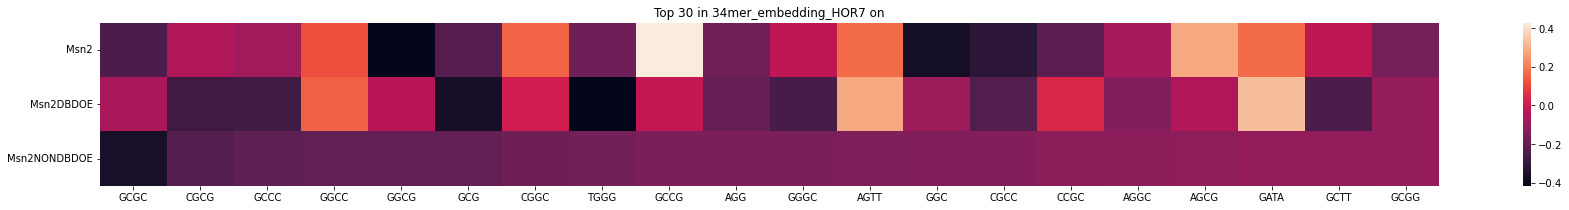 Top 30 in 34mer_embedding_HOR7 on
Msn2
Msn2DBDOE
Msn2NONDBDOE
GCGC CGCG GCCC GGCC GGCG GCG CGGC TGGG GCCG AGG GGGC AGTT GGC CGCC CCGC AGGC AGCG GATA GCTT GCGG
0.4
0.2
0.0
−0.2
−0.4